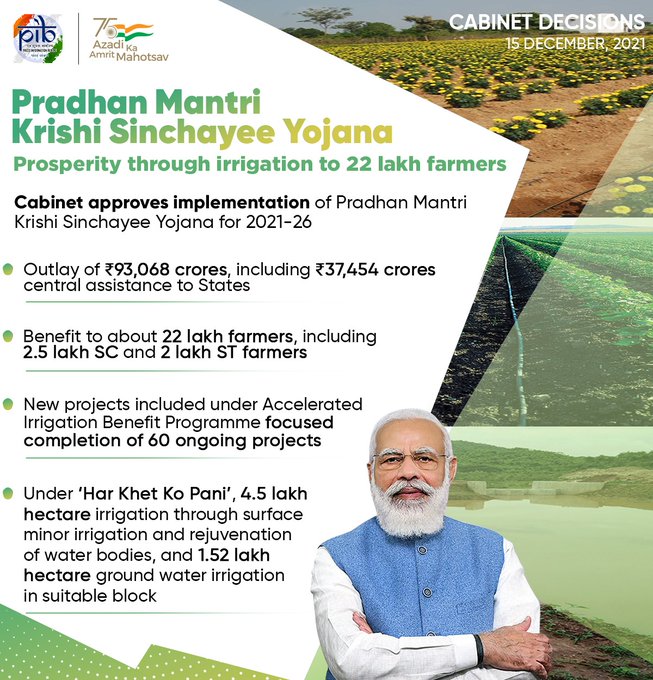 pib
75
Azadi Ka
Amrit Mahotsav
CABINET DECISIONS
15 DECEMBER, 2021
Pradhan Mantri
Krishi Sinchayee Yojana
Prosperity through irrigation to 22 lakh farmers
Cabinet approves implementation of Pradhan Mantri
Krishi Sinchayee Yojana for 2021-26
Outlay of ₹93,068 crores, including ₹37,454 crores
central assistance to States
Benefit to about 22 lakh farmers, including
2.5 lakh SC and 2 lakh ST farmers
New projects included under Accelerated
Irrigation Benefit Programme focused
completion of 60 ongoing projects
Under ‘Har Khet Ko Pani’, 4.5 lakh
hectare irrigation through surface
minor irrigation and rejuvenation
of water bodies, and 1.52 lakh
hectare ground water irrigation
in suitable block